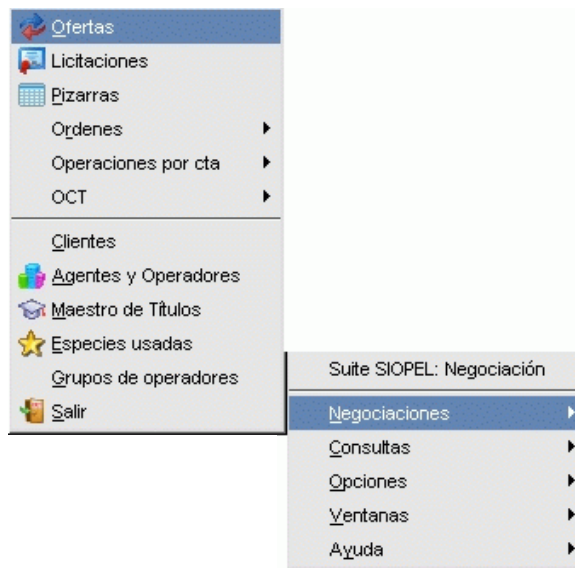 Ofertas
Licitaciones
Pizarras
Ordenes
Operaciones por cta
OCT
Clientes
Agentes y Operadores
Maestro de Títulos
Especies usadas
Grupos de operadores
Salir
Suite SIOPEL: Negociación
Negociaciones
Consultas
Opciones
Ventanas
Ayuda